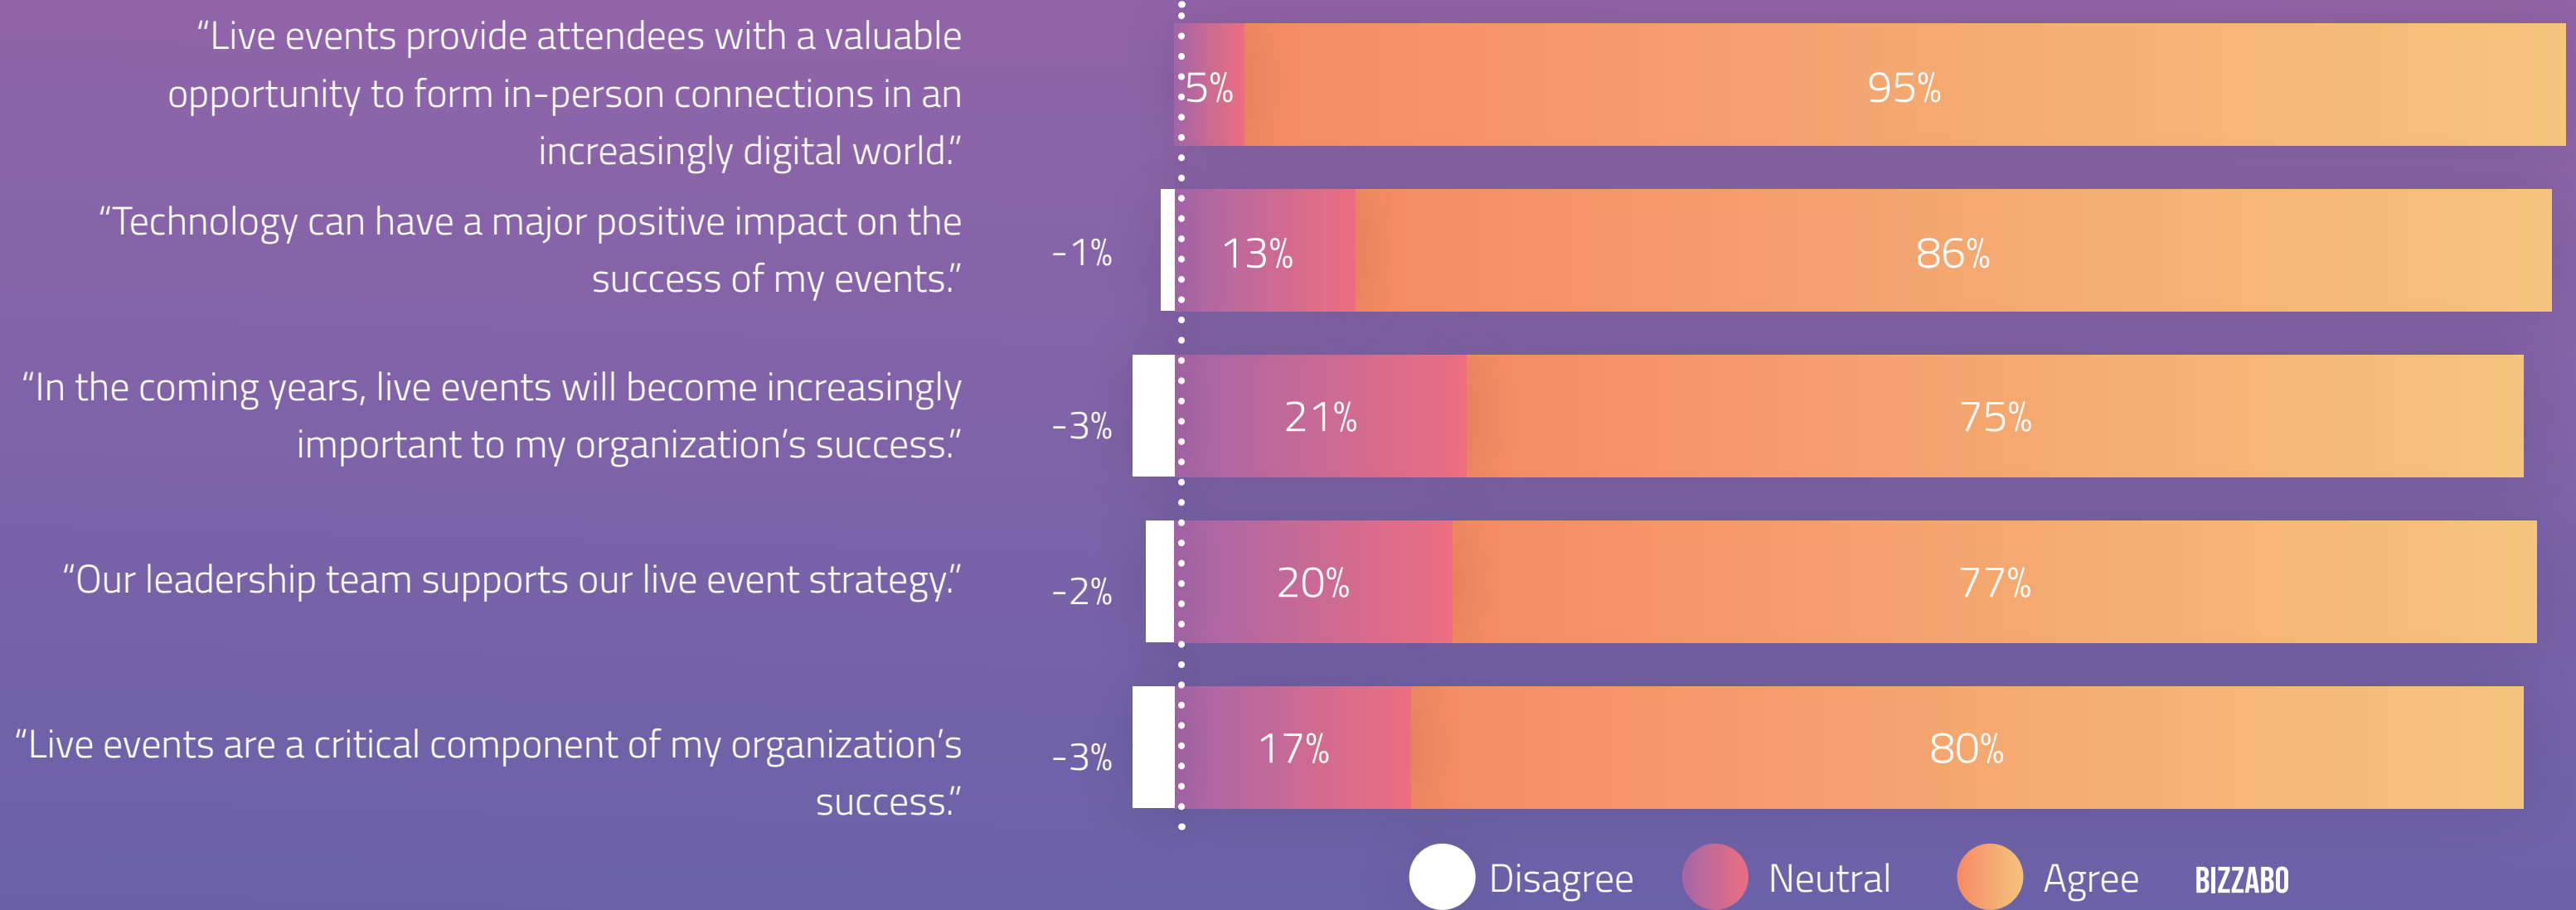 “Live events provide attendees with a valuable
opportunity to form in-person connections in an
increasingly digital world.”
5%
95%
“Technology can have a major positive impact on the
success of my events.”
-1%
13%
86%
“In the coming years, live events will become increasingly
important to my organization’s success.”
-3%
21%
75%
“Our leadership team supports our live event strategy.”
-2%
20%
77%
“Live events are a critical component of my organization’s
success.”
-3%
17%
80%
Disagree
Neutral
Agree
BIZZABO